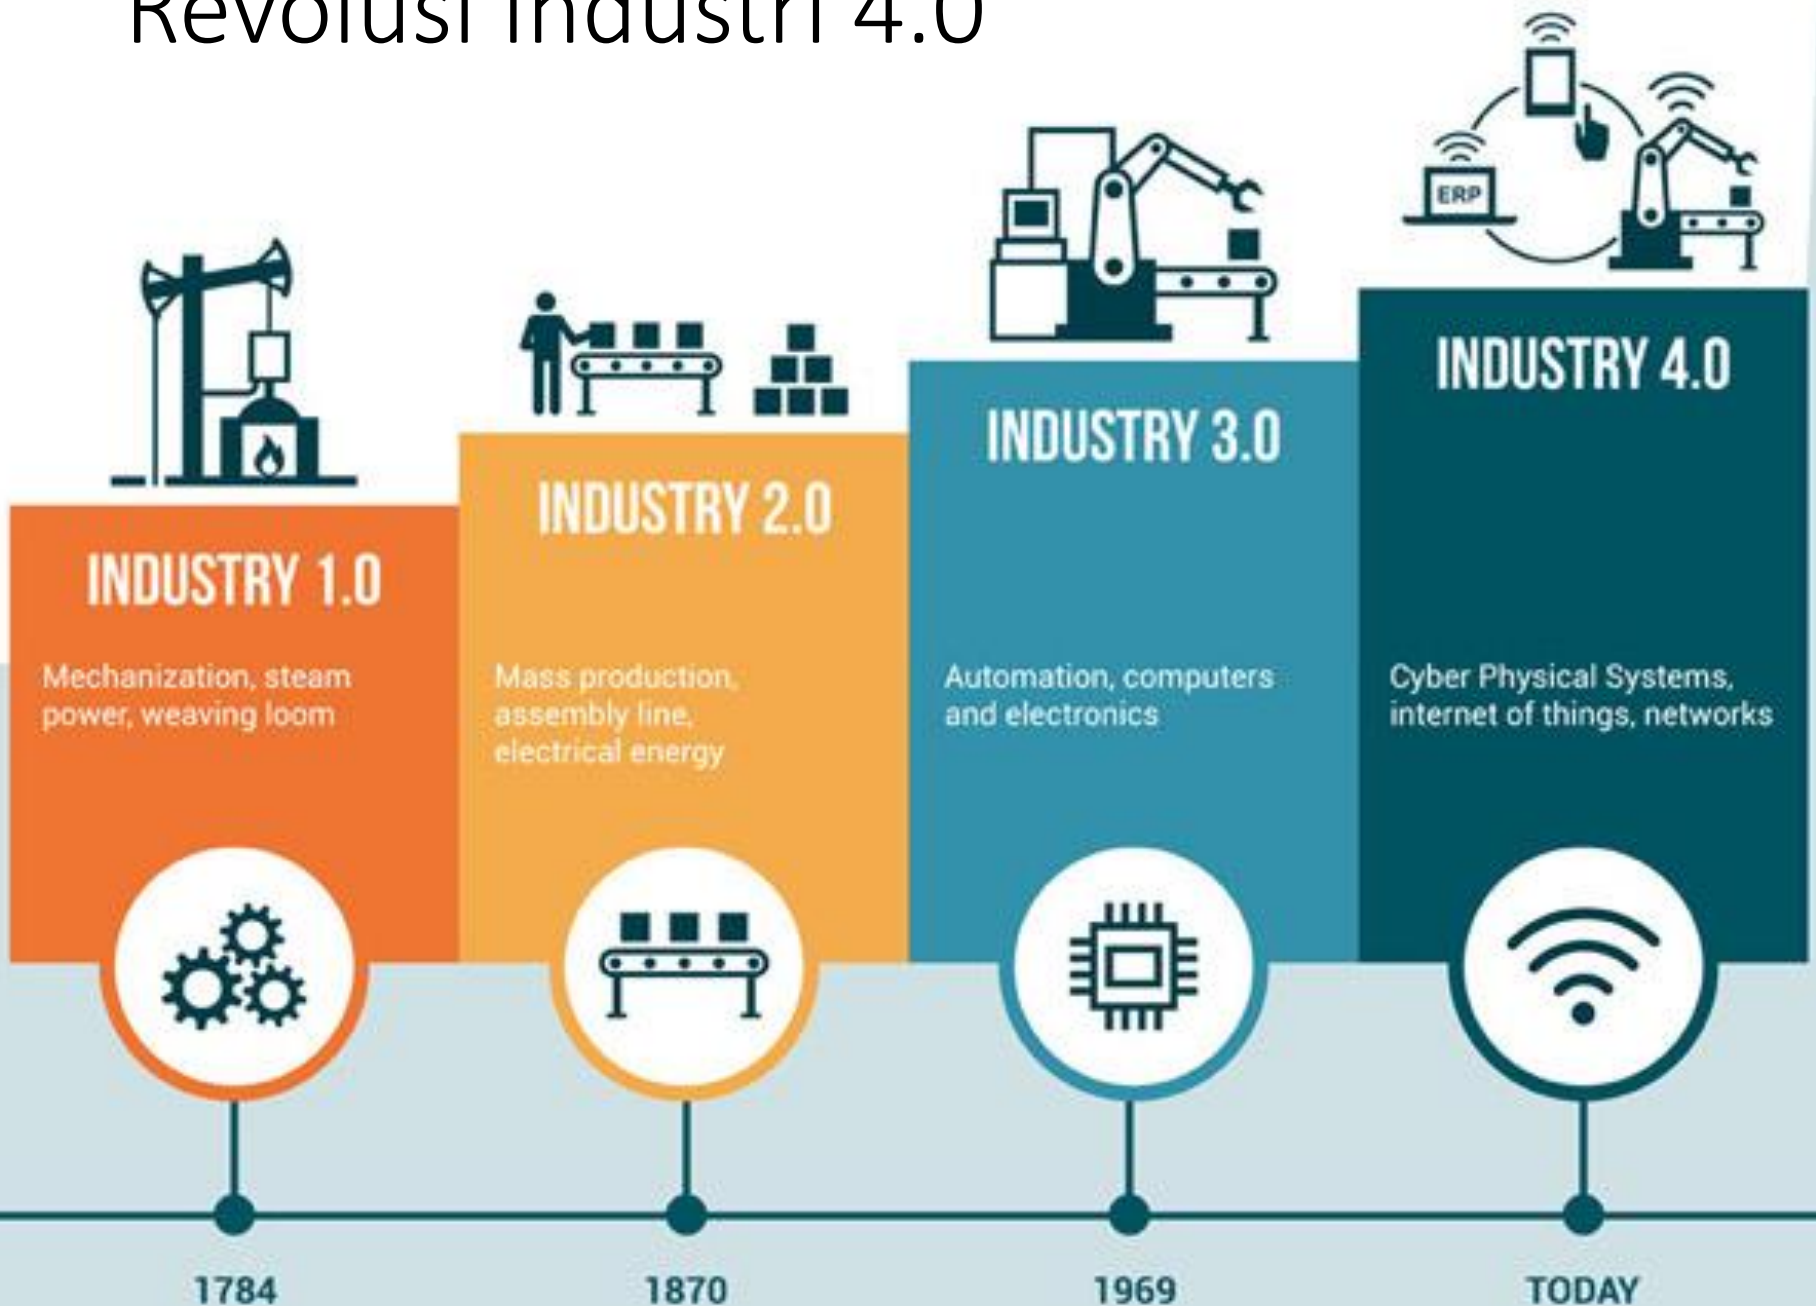 Revolusi Industri 4.0
ERP
INDUSTRY 1.0
Mechanization, steam
power, weaving loom
1784
INDUSTRY 2.0
Mass production,
assembly line,
electrical energy
1870
INDUSTRY 3.0
Automation, computers
and electronics
1969
INDUSTRY 4.0
Cyber Physical Systems,
internet of things, networks
TODAY